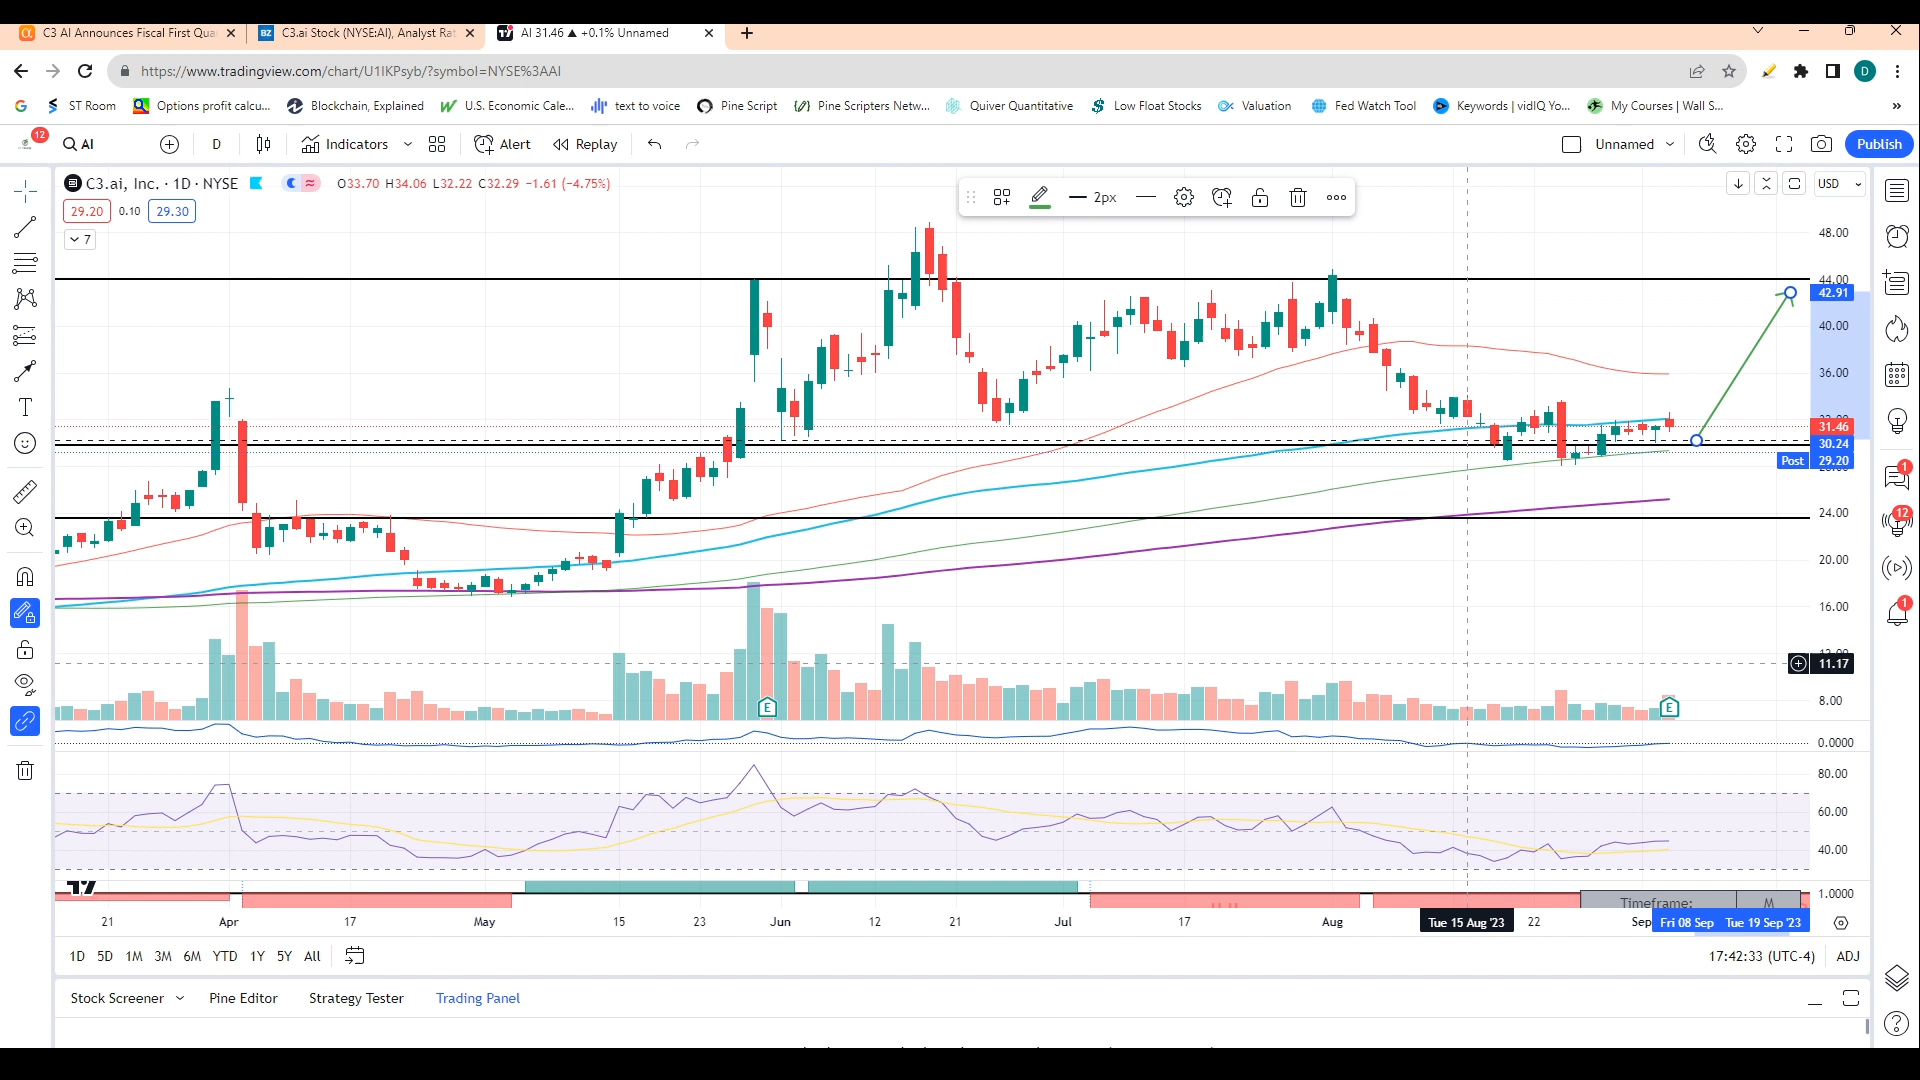 C3 AI Announces Fiscal First Qua
BZ C3.ai Stock (NYSE:AI), Analyst Rat
AI 31.46 ▲ +0.1% Unnamed
https://www.tradingview.com/chart/U1IKPsyb/?symbol=NYSE%3AAI
D
ST Room
Options profit calcu...
Blockchain, Explained
U.S. Economic Cale...
text to voice
Pine Script
Pine Scripters Netw...
Quiver Quantitative
Low Float Stocks
Valuation
Fed Watch Tool
Keywords | vidIQ Yo...
My Courses | Wall S...
»
12
AI
D
Indicators
Alert
Replay
Unnamed
Publish
C3.ai, Inc. · 1D · NYSE
O33.70 H34.06 L32.22 C32.29 −1.61 (−4.75%)
2px
USD
29.20
0.10
29.30
7
48.00
44.00
42.91
40.00
36.00
31.46
30.24
Post 29.20
24.00
20.00
16.00
11.17
8.00
E
E
0.0000
80.00
60.00
40.00
1.0000
Timeframe: M
21
Apr
17
May
15
23
Jun
12
21
Jul
17
Aug
Tue 15 Aug '23
22
Sep
Fri 08 Sep
Tue 19 Sep '23
1D 5D 1M 3M 6M YTD 1Y 5Y All
17:42:33 (UTC-4)
ADJ
Stock Screener
Pine Editor
Strategy Tester
Trading Panel
1
12
1